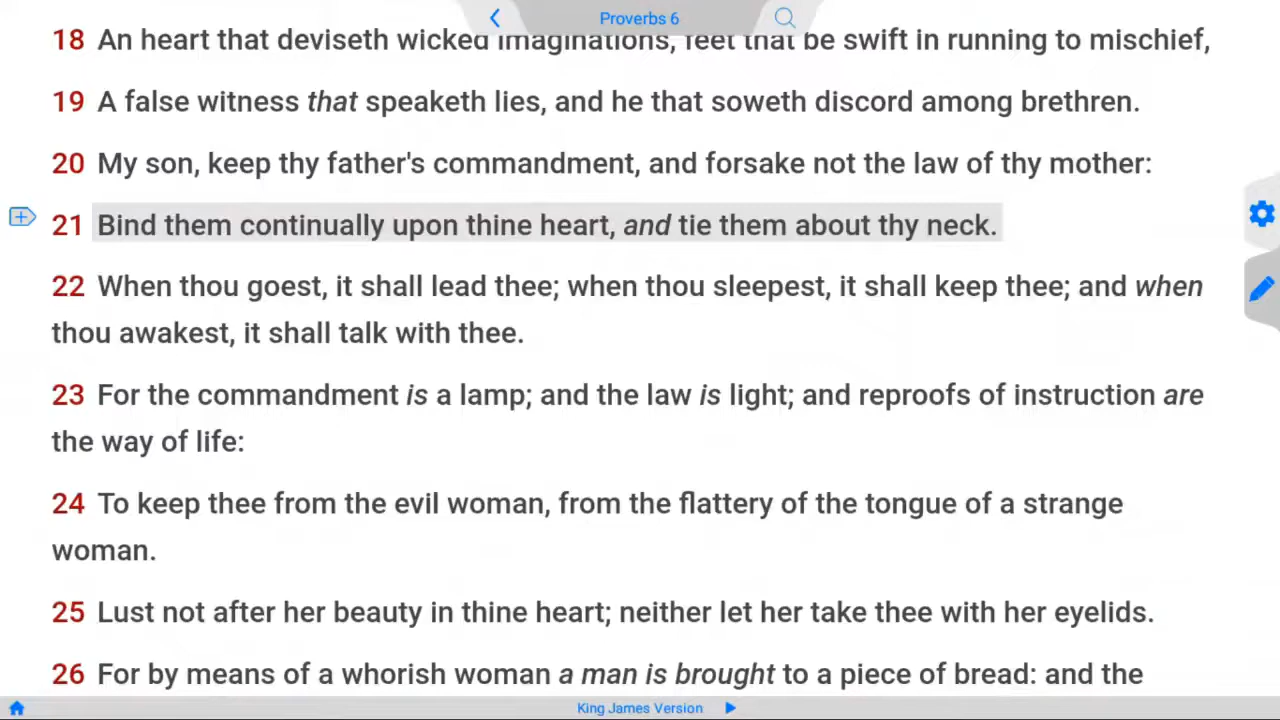 Proverbs 6
18 An heart that deviseth wicked imaginations, feet that be swift in running to mischief,
19 A false witness that speaketh lies, and he that soweth discord among brethren.
20 My son, keep thy father's commandment, and forsake not the law of thy mother:
21 Bind them continually upon thine heart, and tie them about thy neck.
22 When thou goest, it shall lead thee; when thou sleepest, it shall keep thee; and when
thou awakest, it shall talk with thee.
23 For the commandment is a lamp; and the law is light; and reproofs of instruction are
the way of life:
24 To keep thee from the evil woman, from the flattery of the tongue of a strange
woman.
25 Lust not after her beauty in thine heart; neither let her take thee with her eyelids.
26 For by means of a whorish woman a man is brought to a piece of bread: and the
King James Version